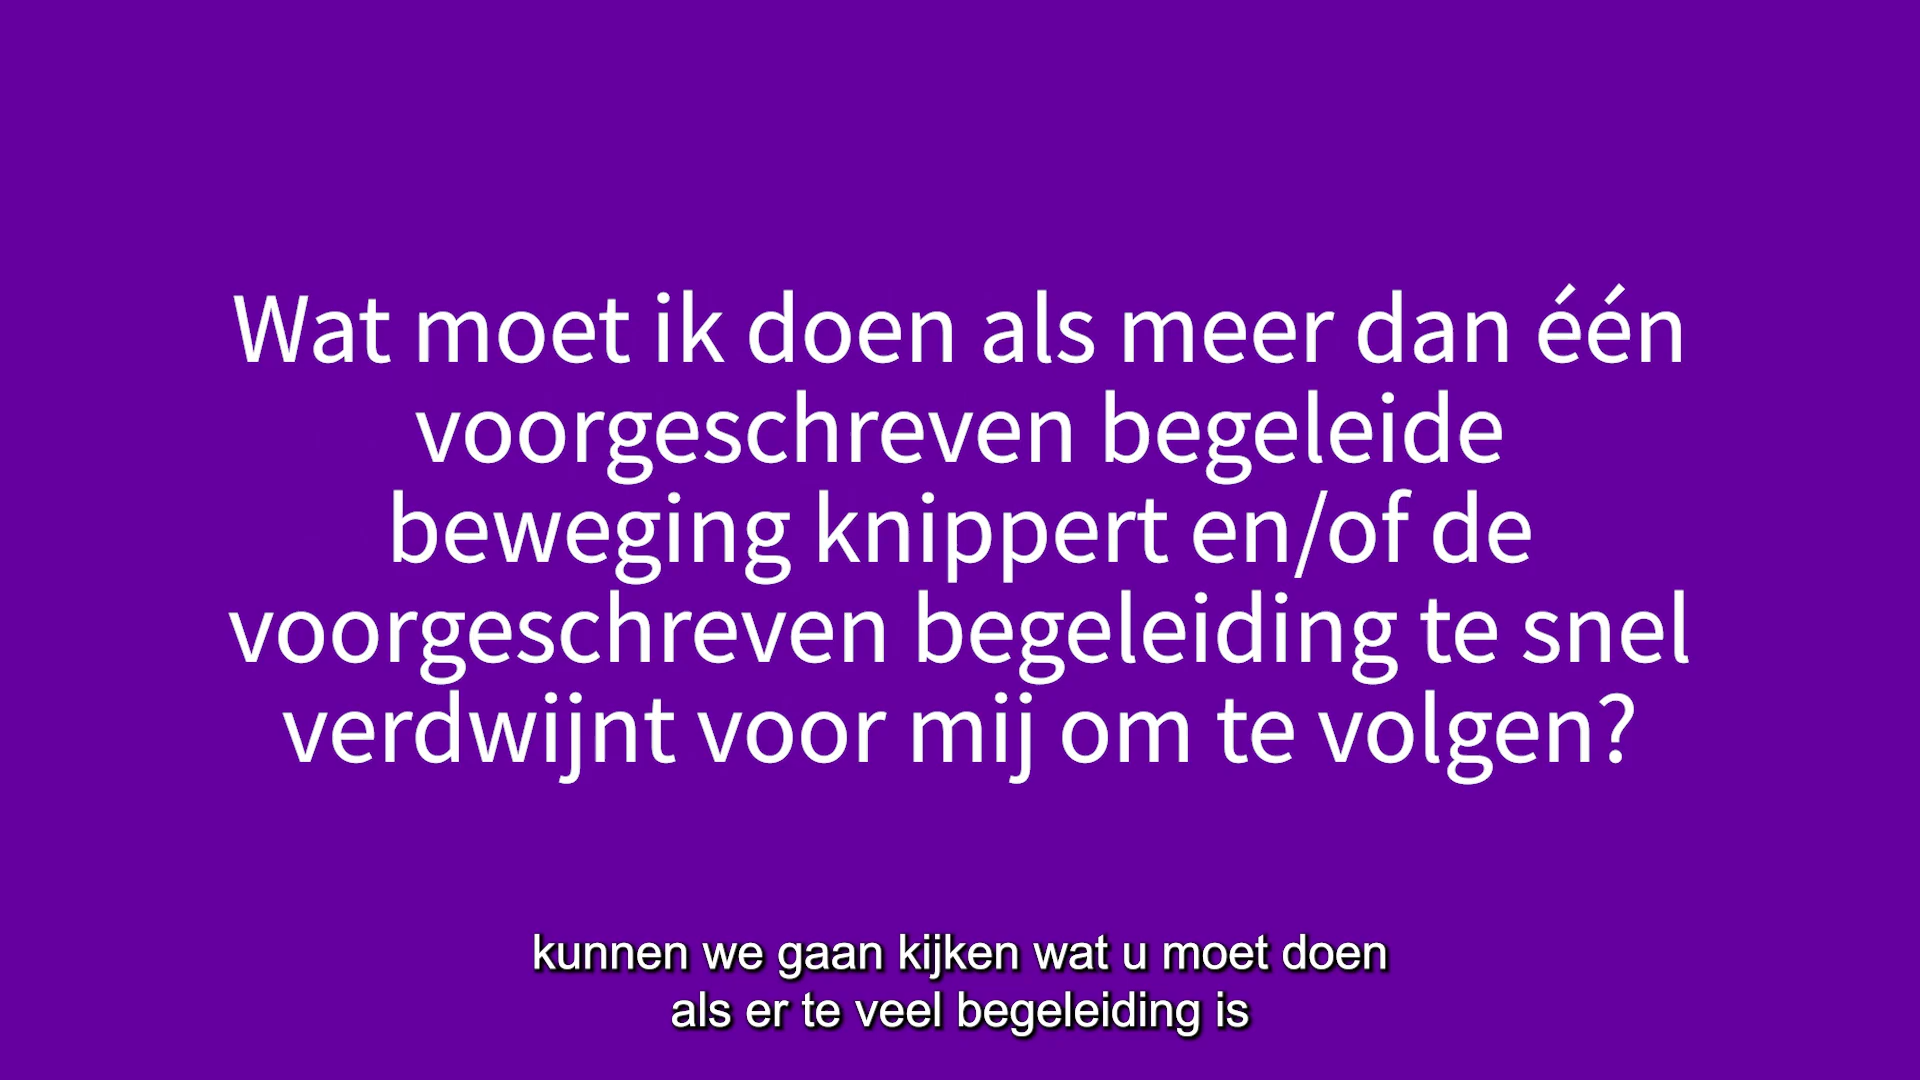 Wat moet ik doen als meer dan één
voorgeschreven begeleide
beweging knippert en/of de
voorgeschreven begeleiding te snel
verdwijnt voor mij om te volgen?
kunnen we gaan kijken wat u moet doen
als er te veel begeleiding is